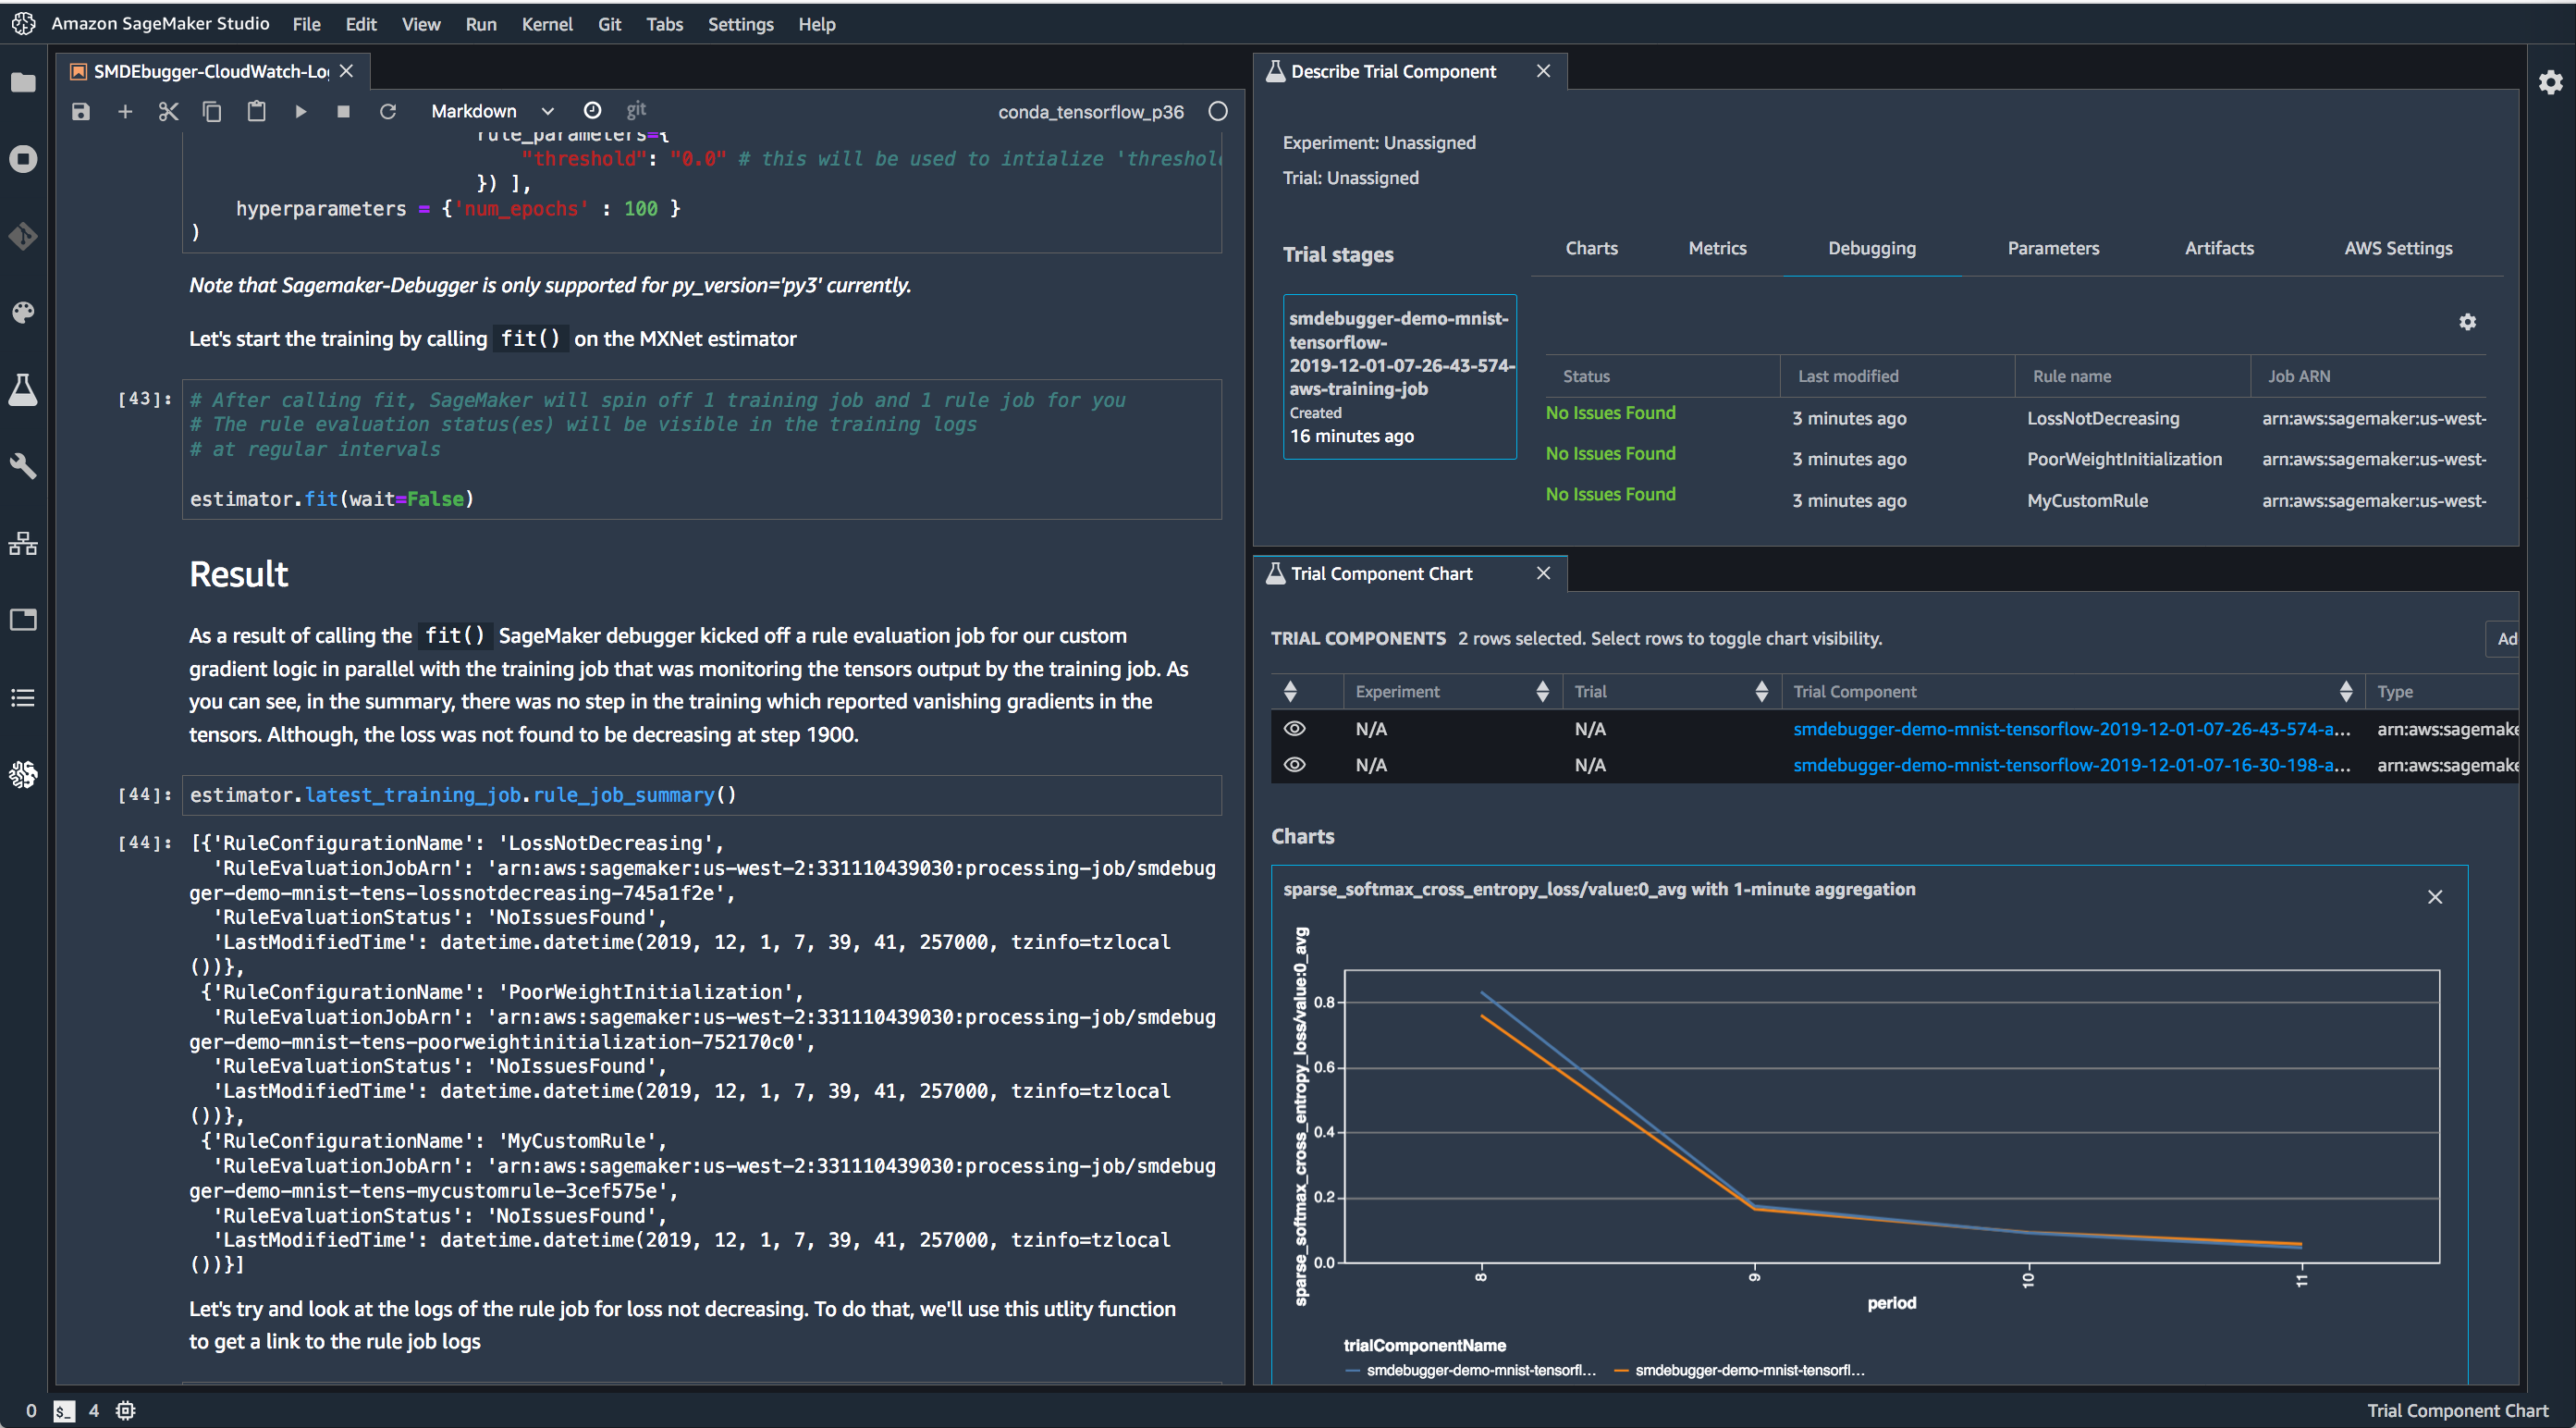 Amazon SageMaker Studio File Edit View Run Kernel Git Tabs Settings Help
SMDEbugger-CloudWatch-Lo
Markdown git conda_tensorflow_p36
rule_parameters={
"threshold": "0.0" # this will be used to intialize 'threshol
}) ],
hyperparameters = {'num_epochs' : 100 }
)
Note that Sagemaker-Debugger is only supported for py_version='py3' currently.
Let's start the training by calling fit() on the MXNet estimator
[43]:
# After calling fit, SageMaker will spin off 1 training job and 1 rule job for you
# The rule evaluation status(es) will be visible in the training logs
# at regular intervals
estimator.fit(wait=False)
Result
As a result of calling the fit() SageMaker debugger kicked off a rule evaluation job for our custom
gradient logic in parallel with the training job that was monitoring the tensors output by the training job. As
you can see, in the summary, there was no step in the training which reported vanishing gradients in the
tensors. Although, the loss was not found to be decreasing at step 1900.
[44]: estimator.latest_training_job.rule_job_summary()
[44]: [{'RuleConfigurationName': 'LossNotDecreasing',
'RuleEvaluationJobArn': 'arn:aws:sagemaker:us-west-2:331110439030:processing-job/smdebug
ger-demo-mnist-tens-lossnotdecreasing-745a1f2e',
'RuleEvaluationStatus': 'NoIssuesFound',
'LastModifiedTime': datetime.datetime(2019, 12, 1, 7, 39, 41, 257000, tzinfo=tzlocal
())},
{'RuleConfigurationName': 'PoorWeightInitialization',
'RuleEvaluationJobArn': 'arn:aws:sagemaker:us-west-2:331110439030:processing-job/smdebug
ger-demo-mnist-tens-poorweightinitialization-752170c0',
'RuleEvaluationStatus': 'NoIssuesFound',
'LastModifiedTime': datetime.datetime(2019, 12, 1, 7, 39, 41, 257000, tzinfo=tzlocal
())},
{'RuleConfigurationName': 'MyCustomRule',
'RuleEvaluationJobArn': 'arn:aws:sagemaker:us-west-2:331110439030:processing-job/smdebug
ger-demo-mnist-tens-mycustomrule-3cef575e',
'RuleEvaluationStatus': 'NoIssuesFound',
'LastModifiedTime': datetime.datetime(2019, 12, 1, 7, 39, 41, 257000, tzinfo=tzlocal
())}]
Let's try and look at the logs of the rule job for loss not decreasing. To do that, we'll use this utlity function
to get a link to the rule job logs
Describe Trial Component
Experiment: Unassigned
Trial: Unassigned
Trial stages
smdebugger-demo-mnist-
tensorflow-
2019-12-01-07-26-43-574-
aws-training-job
Created
16 minutes ago
Charts Metrics Debugging Parameters Artifacts AWS Settings
Status Last modified Rule name Job ARN
No Issues Found 3 minutes ago LossNotDecreasing arn:aws:sagemaker:us-west-
No Issues Found 3 minutes ago PoorWeightInitialization arn:aws:sagemaker:us-west-
No Issues Found 3 minutes ago MyCustomRule arn:aws:sagemaker:us-west-
Trial Component Chart
TRIAL COMPONENTS 2 rows selected. Select rows to toggle chart visibility. Ad
Experiment Trial Trial Component Type
N/A N/A smdebugger-demo-mnist-tensorflow-2019-12-01-07-26-43-574-a... arn:aws:sagemake
N/A N/A smdebugger-demo-mnist-tensorflow-2019-12-01-07-16-30-198-a... arn:aws:sagemake
Charts
sparse_softmax_cross_entropy_loss/value:0_avg with 1-minute aggregation
sparse_softmax_cross_entropy_loss/value:0_avg
0.8
0.6
0.4
0.2
0.0
8 9 10 11
period
trialComponentName
smdebugger-demo-mnist-tensorfl... smdebugger-demo-mnist-tensorfl...
0 $_ 4 Trial Component Chart